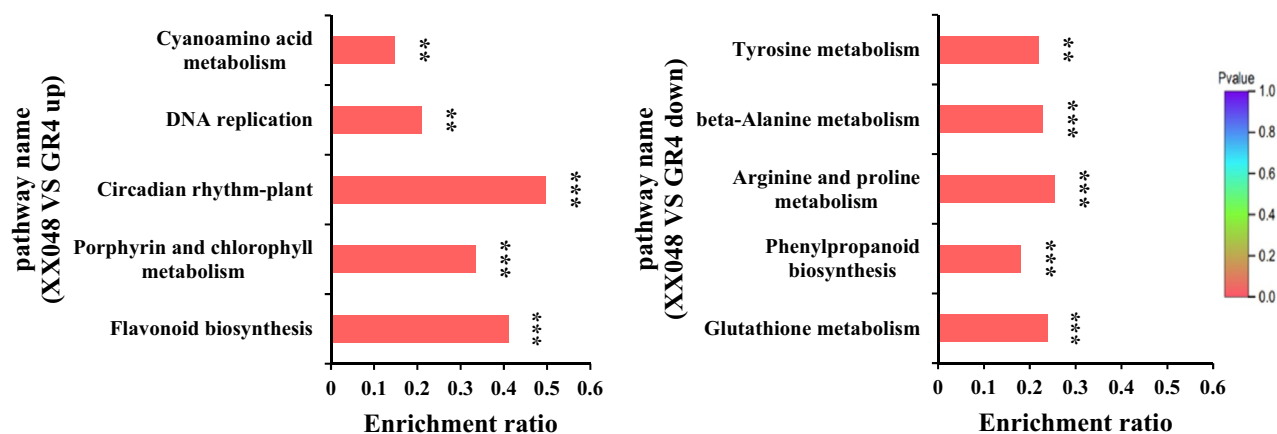 pathway name
(XX048 VS GR4 up)
Cyanoamino acid
metabolism
**
DNA replication
**
Circadian rhythm-plant
***
Porphyrin and chlorophyll
metabolism
***
Flavonoid biosynthesis
***
0 0.1 0.2 0.3 0.4 0.5 0.6
Enrichment ratio
pathway name
(XX048 VS GR4 down)
Tyrosine metabolism
**
beta-Alanine metabolism
***
Arginine and proline
metabolism
***
Phenylpropanoid
biosynthesis
***
Glutathione metabolism
***
0 0.1 0.2 0.3 0.4 0.5 0.6
Enrichment ratio
Pvalue
1.0
0.8
0.6
0.4
0.2
0.0